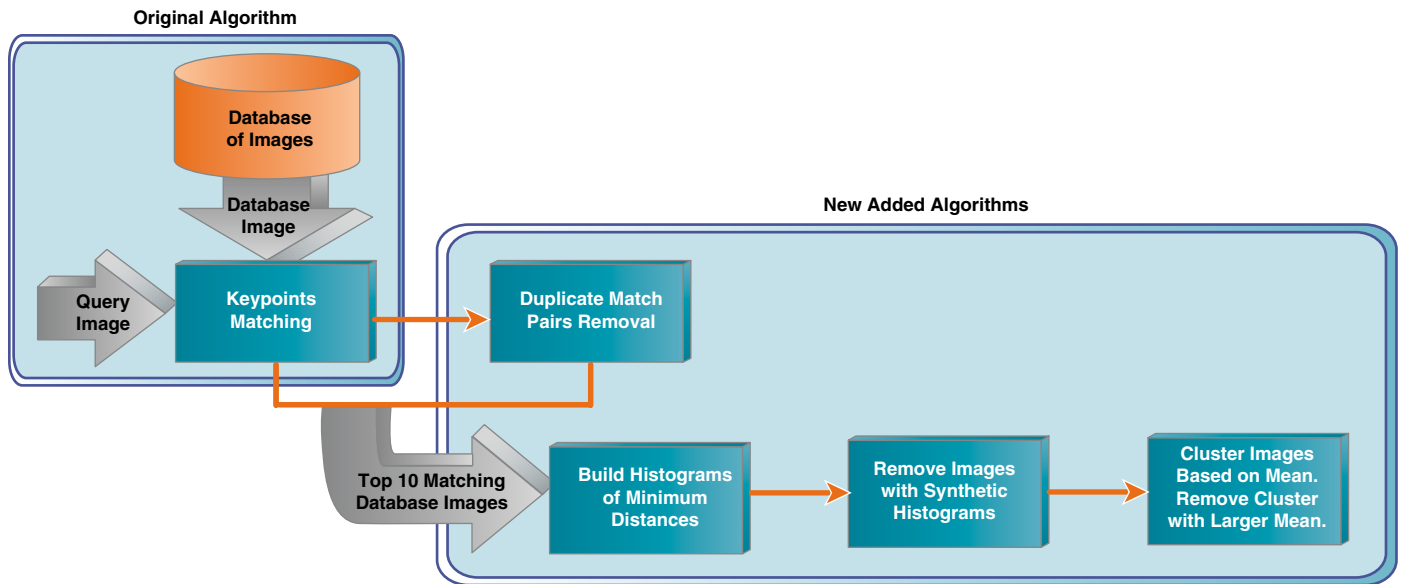 Original Algorithm
Database
of Images
Database
Image
Query
Image
Keypoints
Matching
New Added Algorithms
Duplicate Match
Pairs Removal
Top 10 Matching
Database Images
Build Histograms
of Minimum
Distances
Remove Images
with Synthetic
Histograms
Cluster Images
Based on Mean.
Remove Cluster
with Larger Mean.